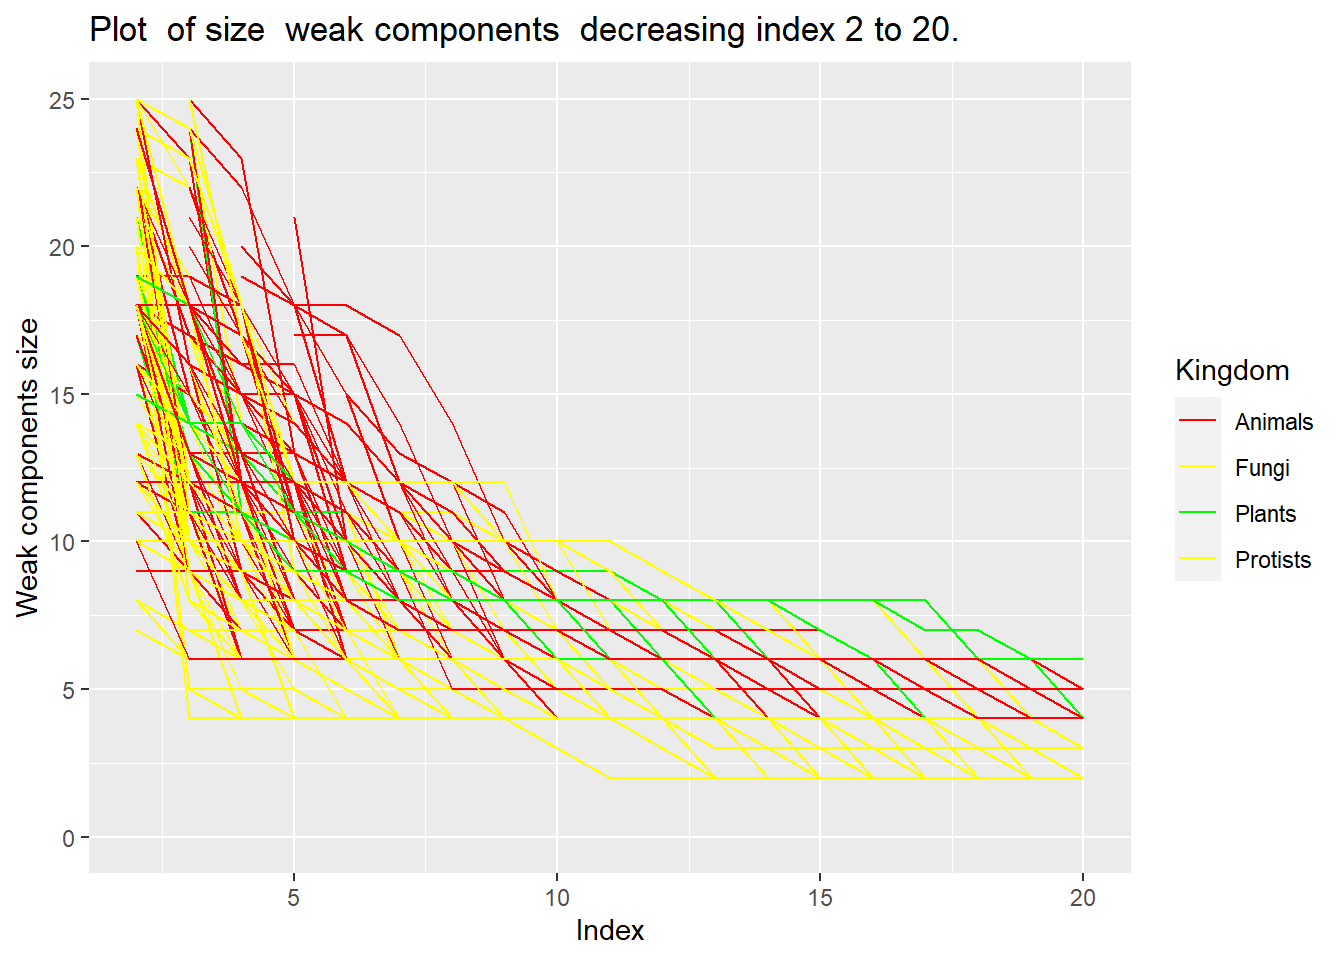 Plot  of size  weak components  decreasing index 2 to 20.
25
20
15
10
5
0
Weak components size
5
10
15
20
Index
Kingdom
Animals
Fungi
Plants
Protists